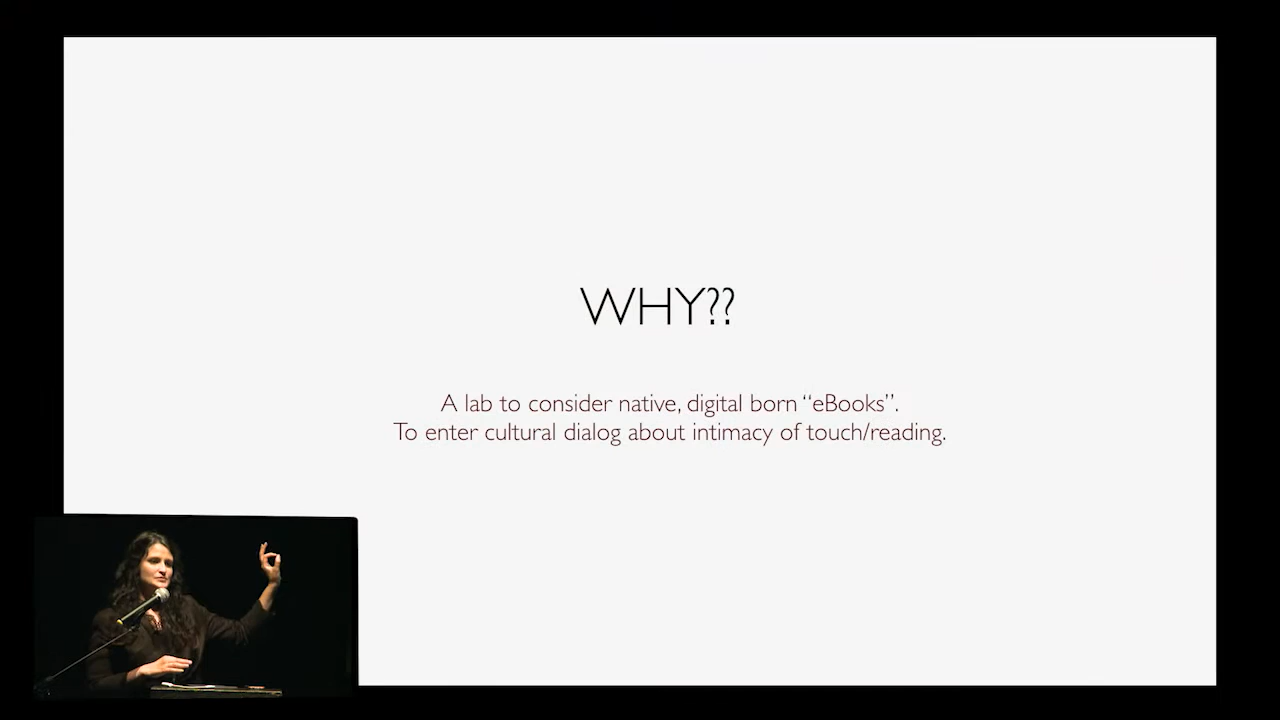 WHY??
A lab to consider native, digital born “eBooks”.
To enter cultural dialog about intimacy of touch/reading.